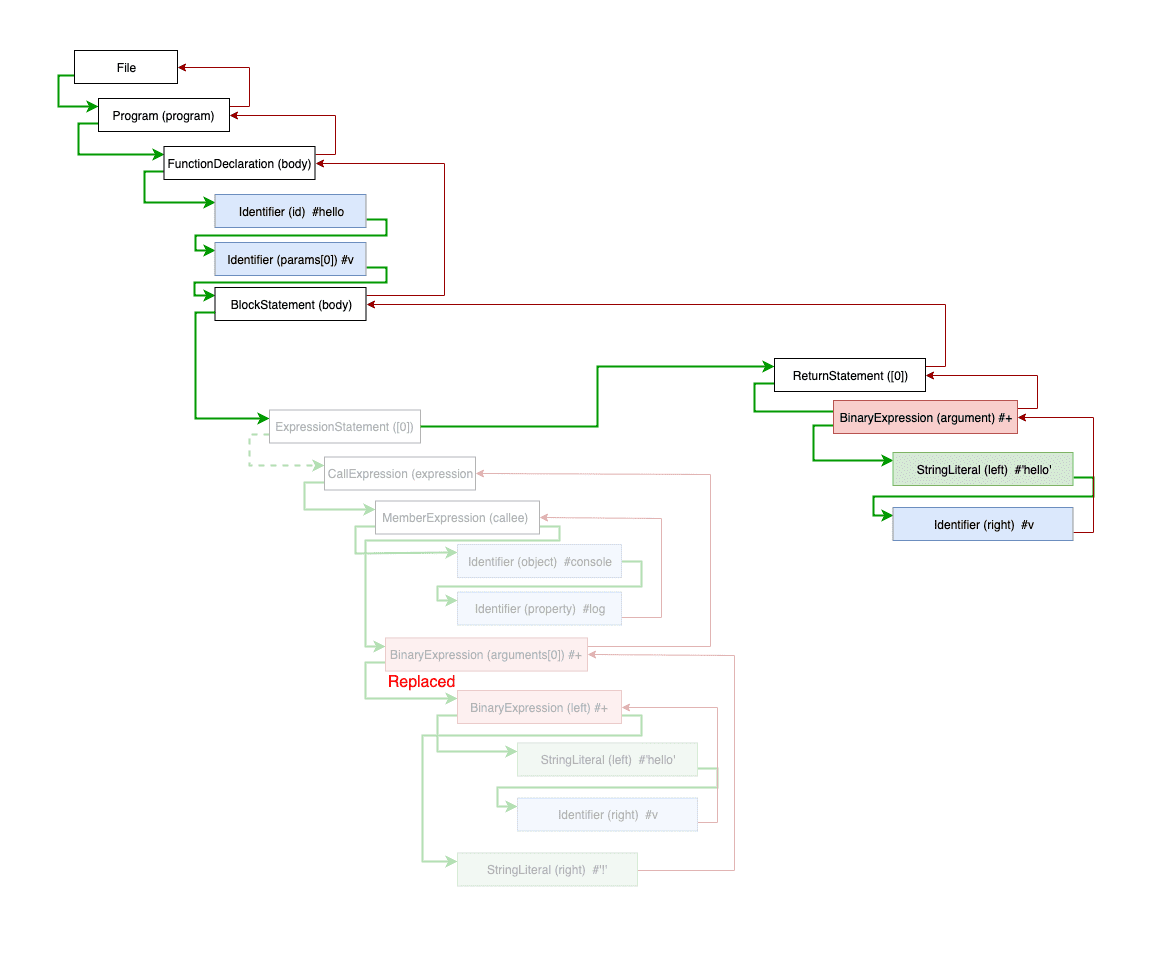 File
Program (program)
FunctionDeclaration (body)
Identifier (id) #hello
Identifier (params[0]) #v
BlockStatement (body)
ReturnStatement ([0])
BinaryExpression (argument) #+
StringLiteral (left) #'hello'
Identifier (right) #v
ExpressionStatement ([0])
CallExpression (expression
MemberExpression (callee)
Identifier (object) #console
Identifier (property) #log
BinaryExpression (arguments[0]) #+
Replaced
BinaryExpression (left) #+
StringLiteral (left) #'hello'
Identifier (right) #v
StringLiteral (right) #'!'